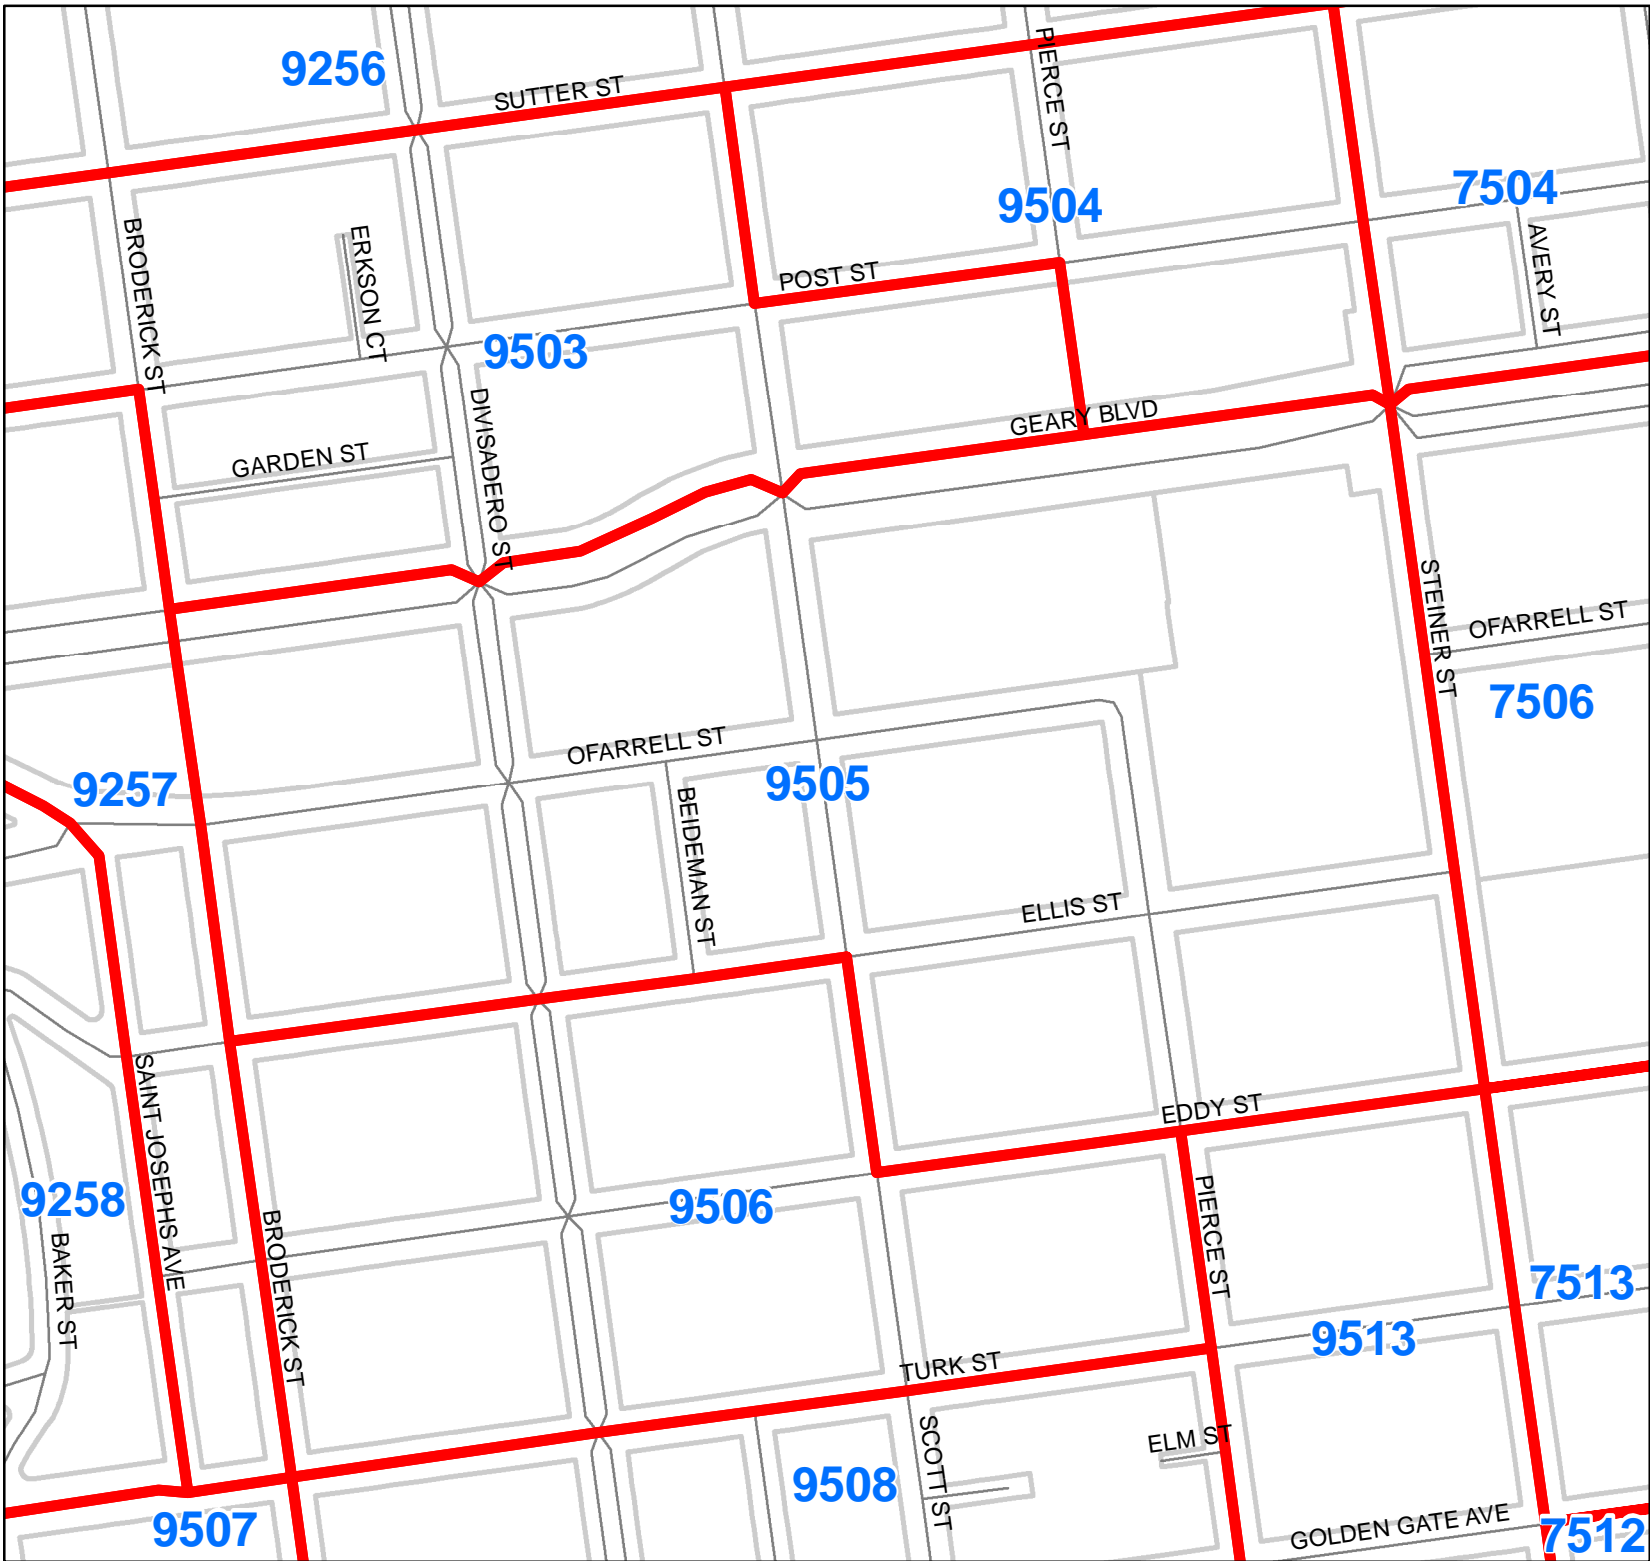 9256
SUTTER ST
PIERCE ST
9504
7504
BRODERICK ST
ERKSON CT
AVERY ST
POST ST
9503
DIVISADERO ST
GEARY BLVD
GARDEN ST
STEINER ST
OFARRELL ST
7506
OFARRELL ST
9257
9505
BEIDEMAN ST
ELLIS ST
SAINT JOSEPHS AVE
EDDY ST
9258
9506
PIERCE ST
BAKER ST
BRODERICK ST
7513
9513
TURK ST
SCOTT ST
ELM ST
9508
9507
GOLDEN GATE AVE
7512